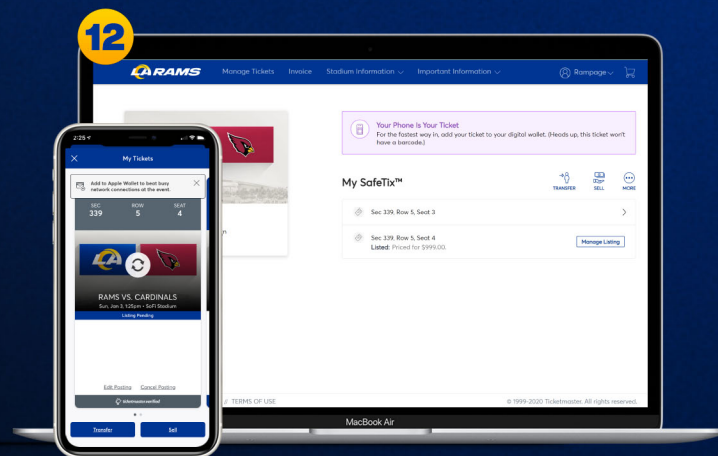 12
LA RAMS
Manage Tickets Invoice Stadium Information Important Information Rampage
Your Phone Is Your Ticket
For the fastest way in, add your ticket to your digital wallet. (Heads up, this ticket won't
have a barcode.)
My SafeTix™
TRANSFER SELL MORE
Sec 339, Row 5, Seat 3
Sec 339, Row 5, Seat 4
Listed: Priced for $999.00.
Manage Listing
TERMS OF USE
© 1999-2020 Ticketmaster. All rights reserved.
MacBook Air
2:25
My Tickets
Add to Apple Wallet to best busy
network connections at the event.
SEC ROW SEAT
339 5 4
LA
RAMS VS. CARDINALS
Sun, Jan 3, 1:25pm • SoFi Stadium
Listing Pending
Edit Posting Cancel Posting
ticketmaster verified
Transfer Sell